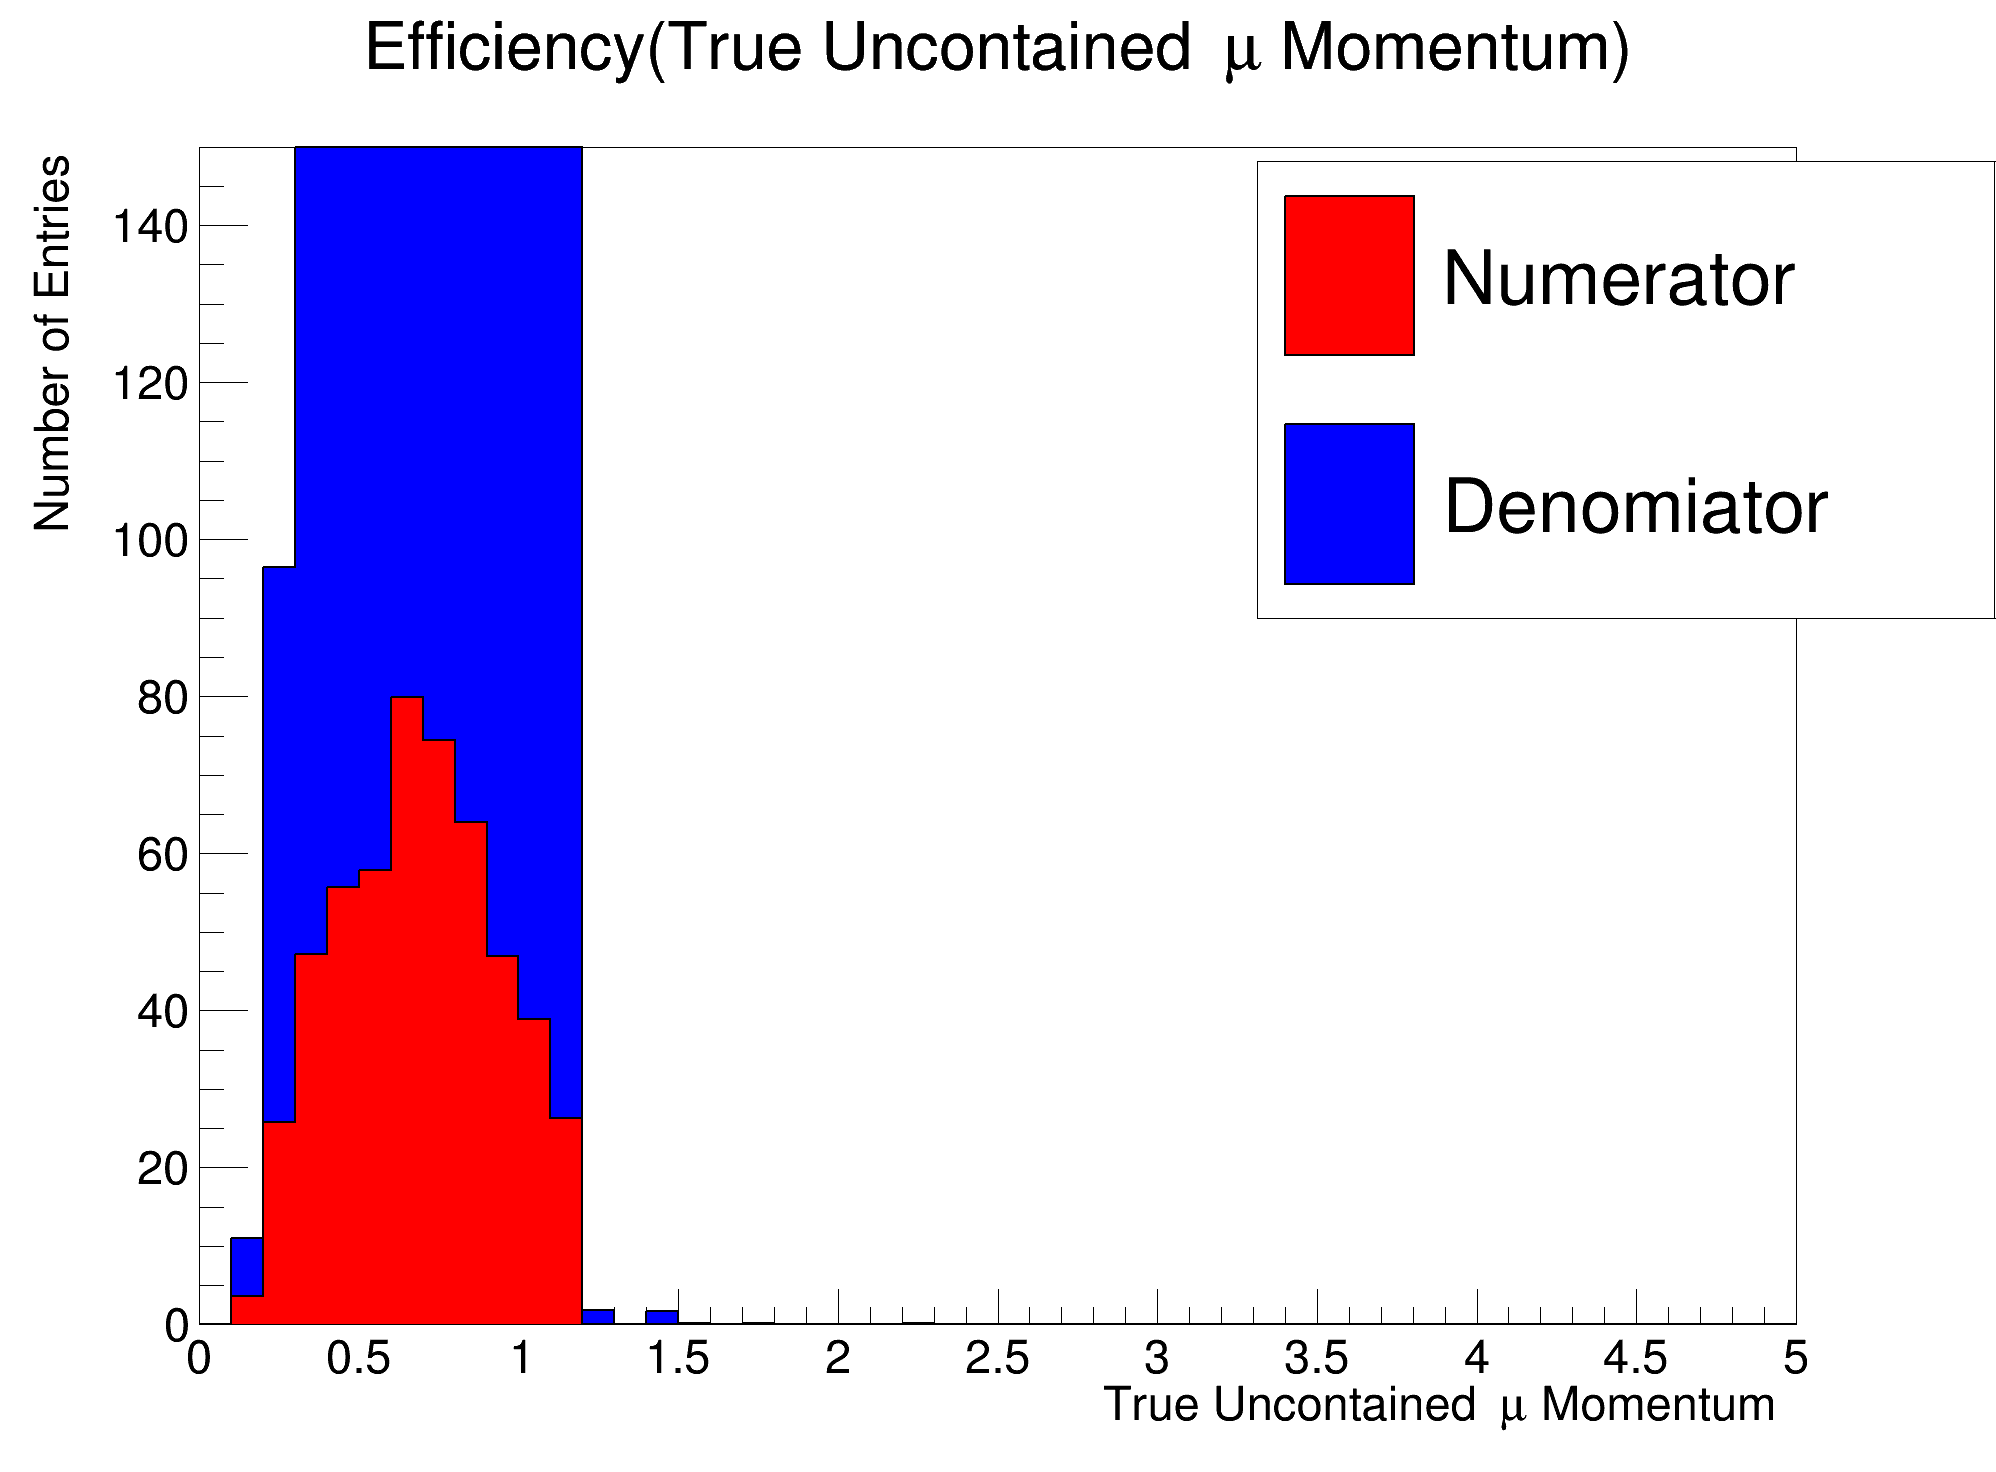 Efficiency(True Uncontained μ Momentum)
Number of Entries
140
120
100
80
60
40
20
0
0 0.5 1 1.5 2 2.5 3 3.5 4 4.5 5
True Uncontained μ Momentum
Numerator
Denomiator